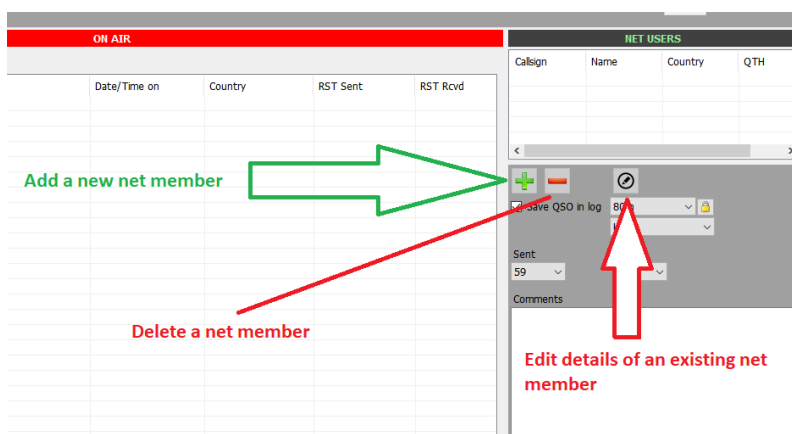 ON AIR
NET USERS
Callsign Name Country QTH
Date/Time on Country RST Sent RST Rcvd
Add a new net member
Save QSO in log
Sent
59
Comments
Delete a net member
Edit details of an existing net
member